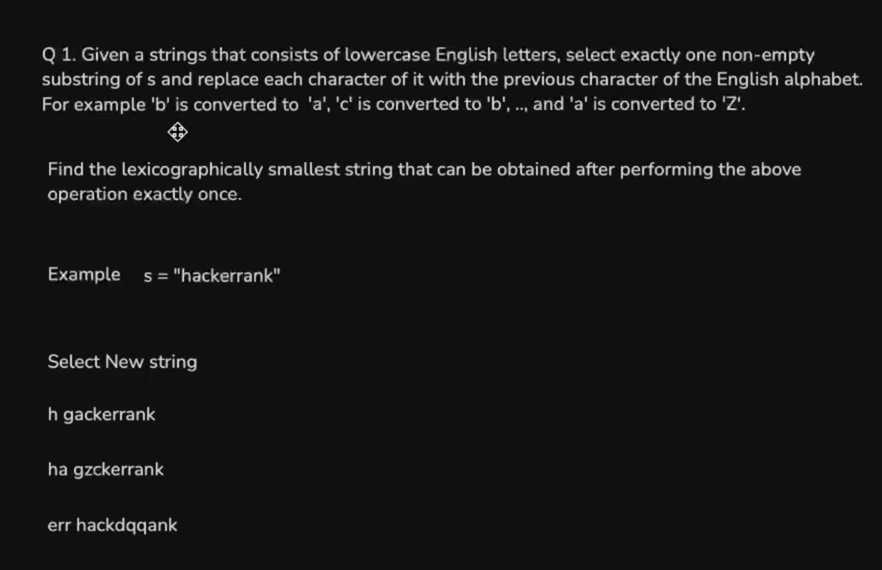 Q 1. Given a strings that consists of lowercase English letters, select exactly one non-empty
substring of s and replace each character of it with the previous character of the English alphabet.
For example 'b' is converted to 'a', 'c' is converted to 'b', .., and 'a' is converted to 'Z'.
Find the lexicographically smallest string that can be obtained after performing the above
operation exactly once.
Example s = "hackerrank"
Select New string
h gackerrank
ha gzckerrank
err hackdqqank